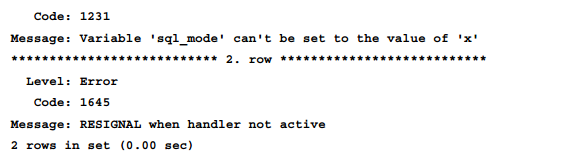 Code: 1231
Message: Variable 'sql_mode' can't be set to the value of 'x'
*************************** 2. row ***************************
Level: Error
Code: 1645
Message: RESIGNAL when handler not active
2 rows in set (0.00 sec)